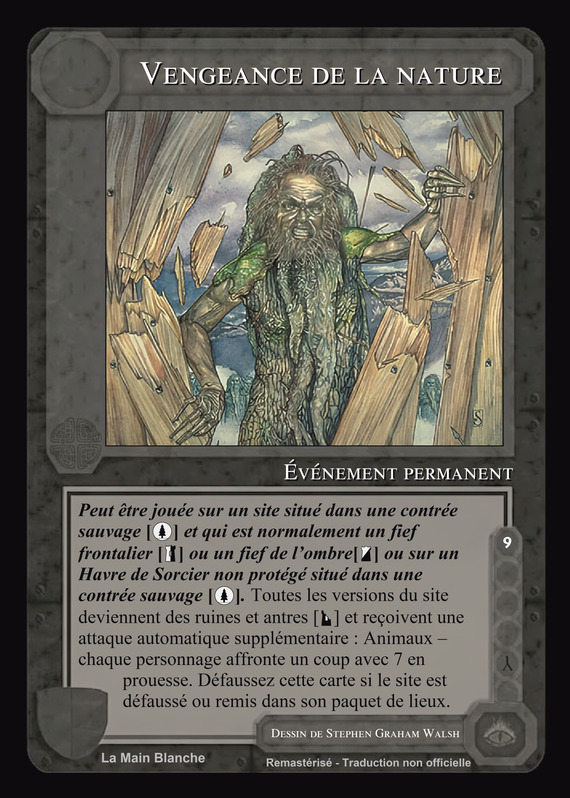 Vengeance de la nature
Événement permanent
Peut être jouée sur un site situé dans une contrée
sauvage [ ] et qui est normalement un fief
frontalier [ ] ou un fief de l'ombre[ ] ou sur un
Havre de Sorcier non protégé situé dans une
contrée sauvage [ ]. Toutes les versions du site
deviennent des ruines et antres [ ] et reçoivent une
attaque automatique supplémentaire : Animaux –
chaque personnage affronte un coup avec 7 en
prouesse. Défaussez cette carte si le site est
défaussé ou remis dans son paquet de lieux.
9
Dessin de Stephen Graham Walsh
La Main Blanche
Remastérisé - Traduction non officielle
S